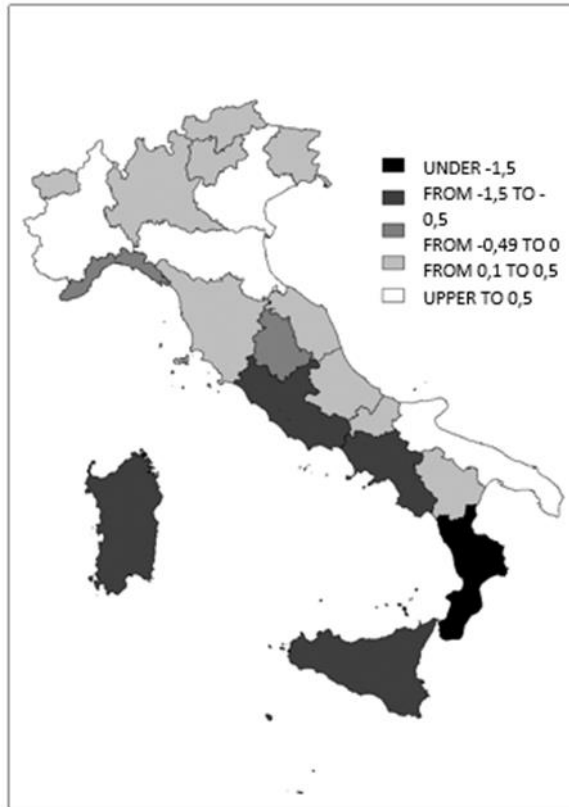 UNDER -1,5
FROM -1,5 TO -
0,5
FROM -0,49 TO 0
FROM 0,1 TO 0,5
UPPER TO 0,5